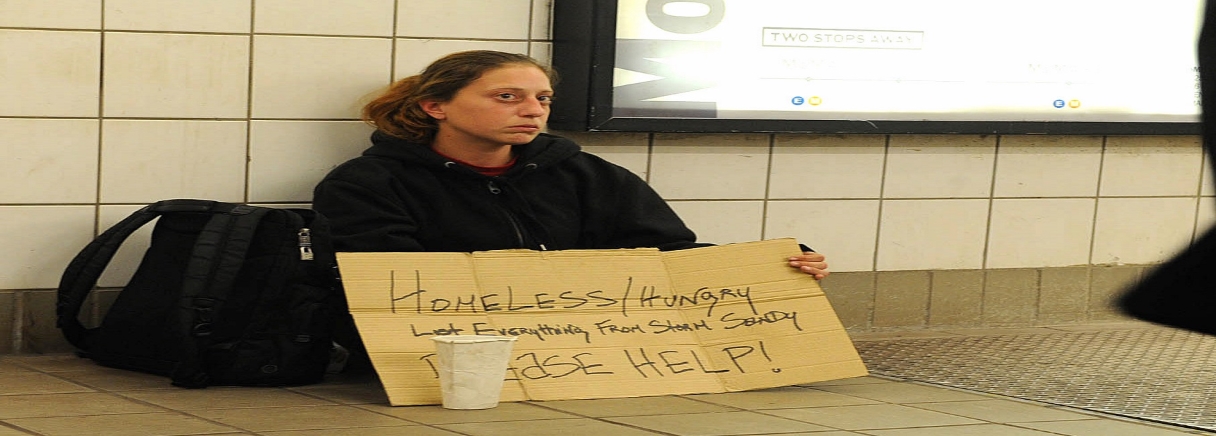 TWO STOPS AWAY
E M
E M
HOMELESS/HUNGRY
LOST EVERYTHING FROM STORM SANDY
HELP!